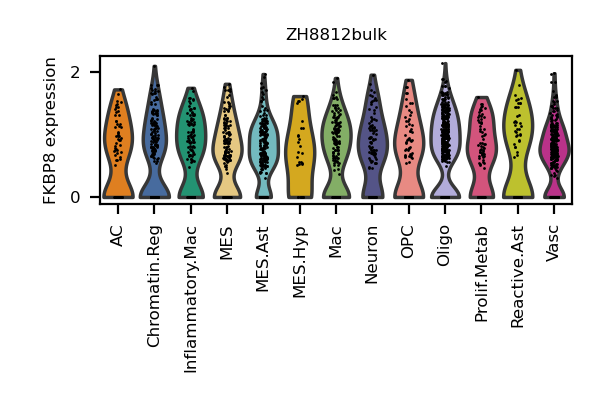 ZH8812bulk
FKBP8 expression
2
0
AC
Chromatin.Reg
Inflammatory.Mac
MES
MES.Ast
MES.Hyp
Mac
Neuron
OPC
Oligo
Prolif.Metab
Reactive.Ast
Vasc